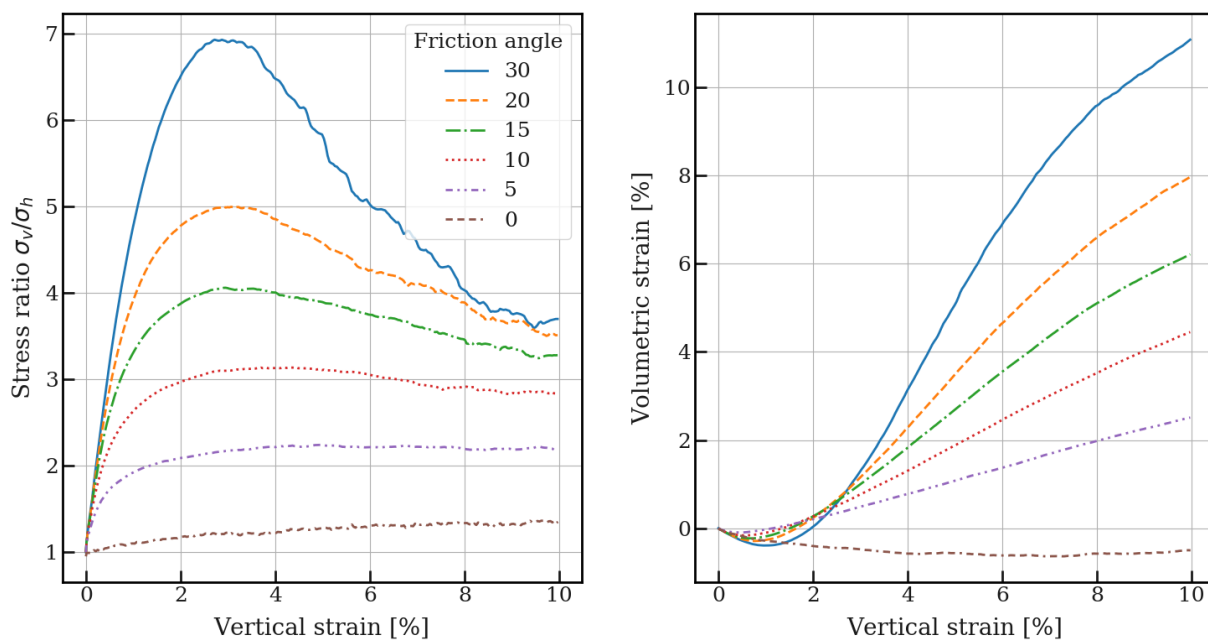 Stress ratio σᵥ/σₕ
7
6
5
4
3
2
1
0 2 4 6 8 10
Vertical strain [%]
Friction angle
30
20
15
10
5
0
Volumetric strain [%]
10
8
6
4
2
0
0 2 4 6 8 10
Vertical strain [%]